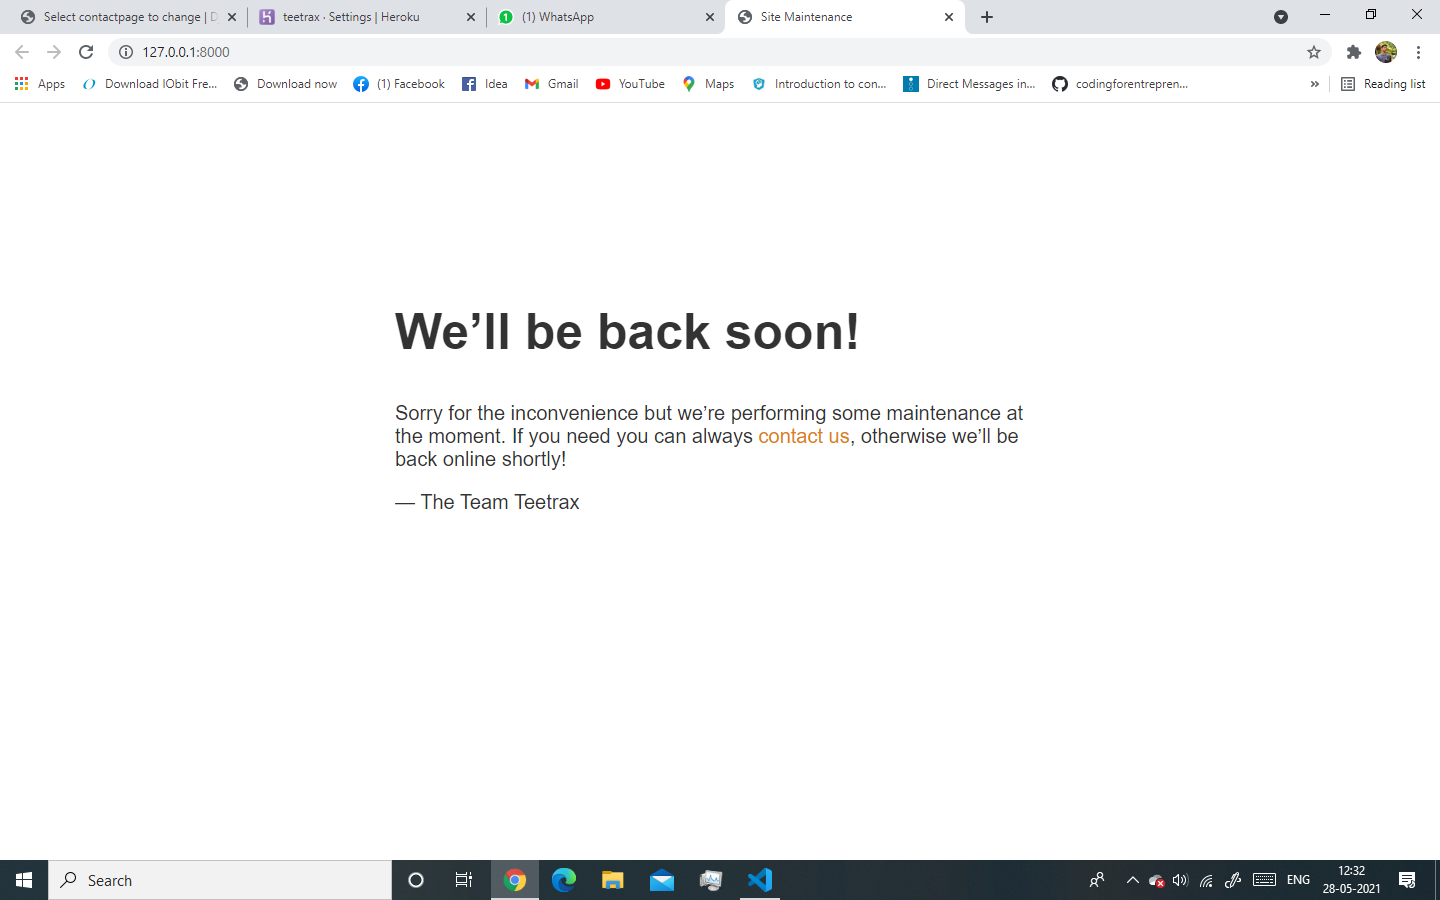 Select contactpage to change | D
teetrax · Settings | Heroku
(1) WhatsApp
Site Maintenance
127.0.0.1:8000
Apps
Download IObit Fre...
Download now
(1) Facebook
Idea
Gmail
YouTube
Maps
Introduction to con...
Direct Messages in...
codingforentrepren...
»
Reading list
We’ll be back soon!
Sorry for the inconvenience but we’re performing some maintenance at
the moment. If you need you can always contact us, otherwise we’ll be
back online shortly!
— The Team Teetrax
Search
ENG
12:32
28-05-2021